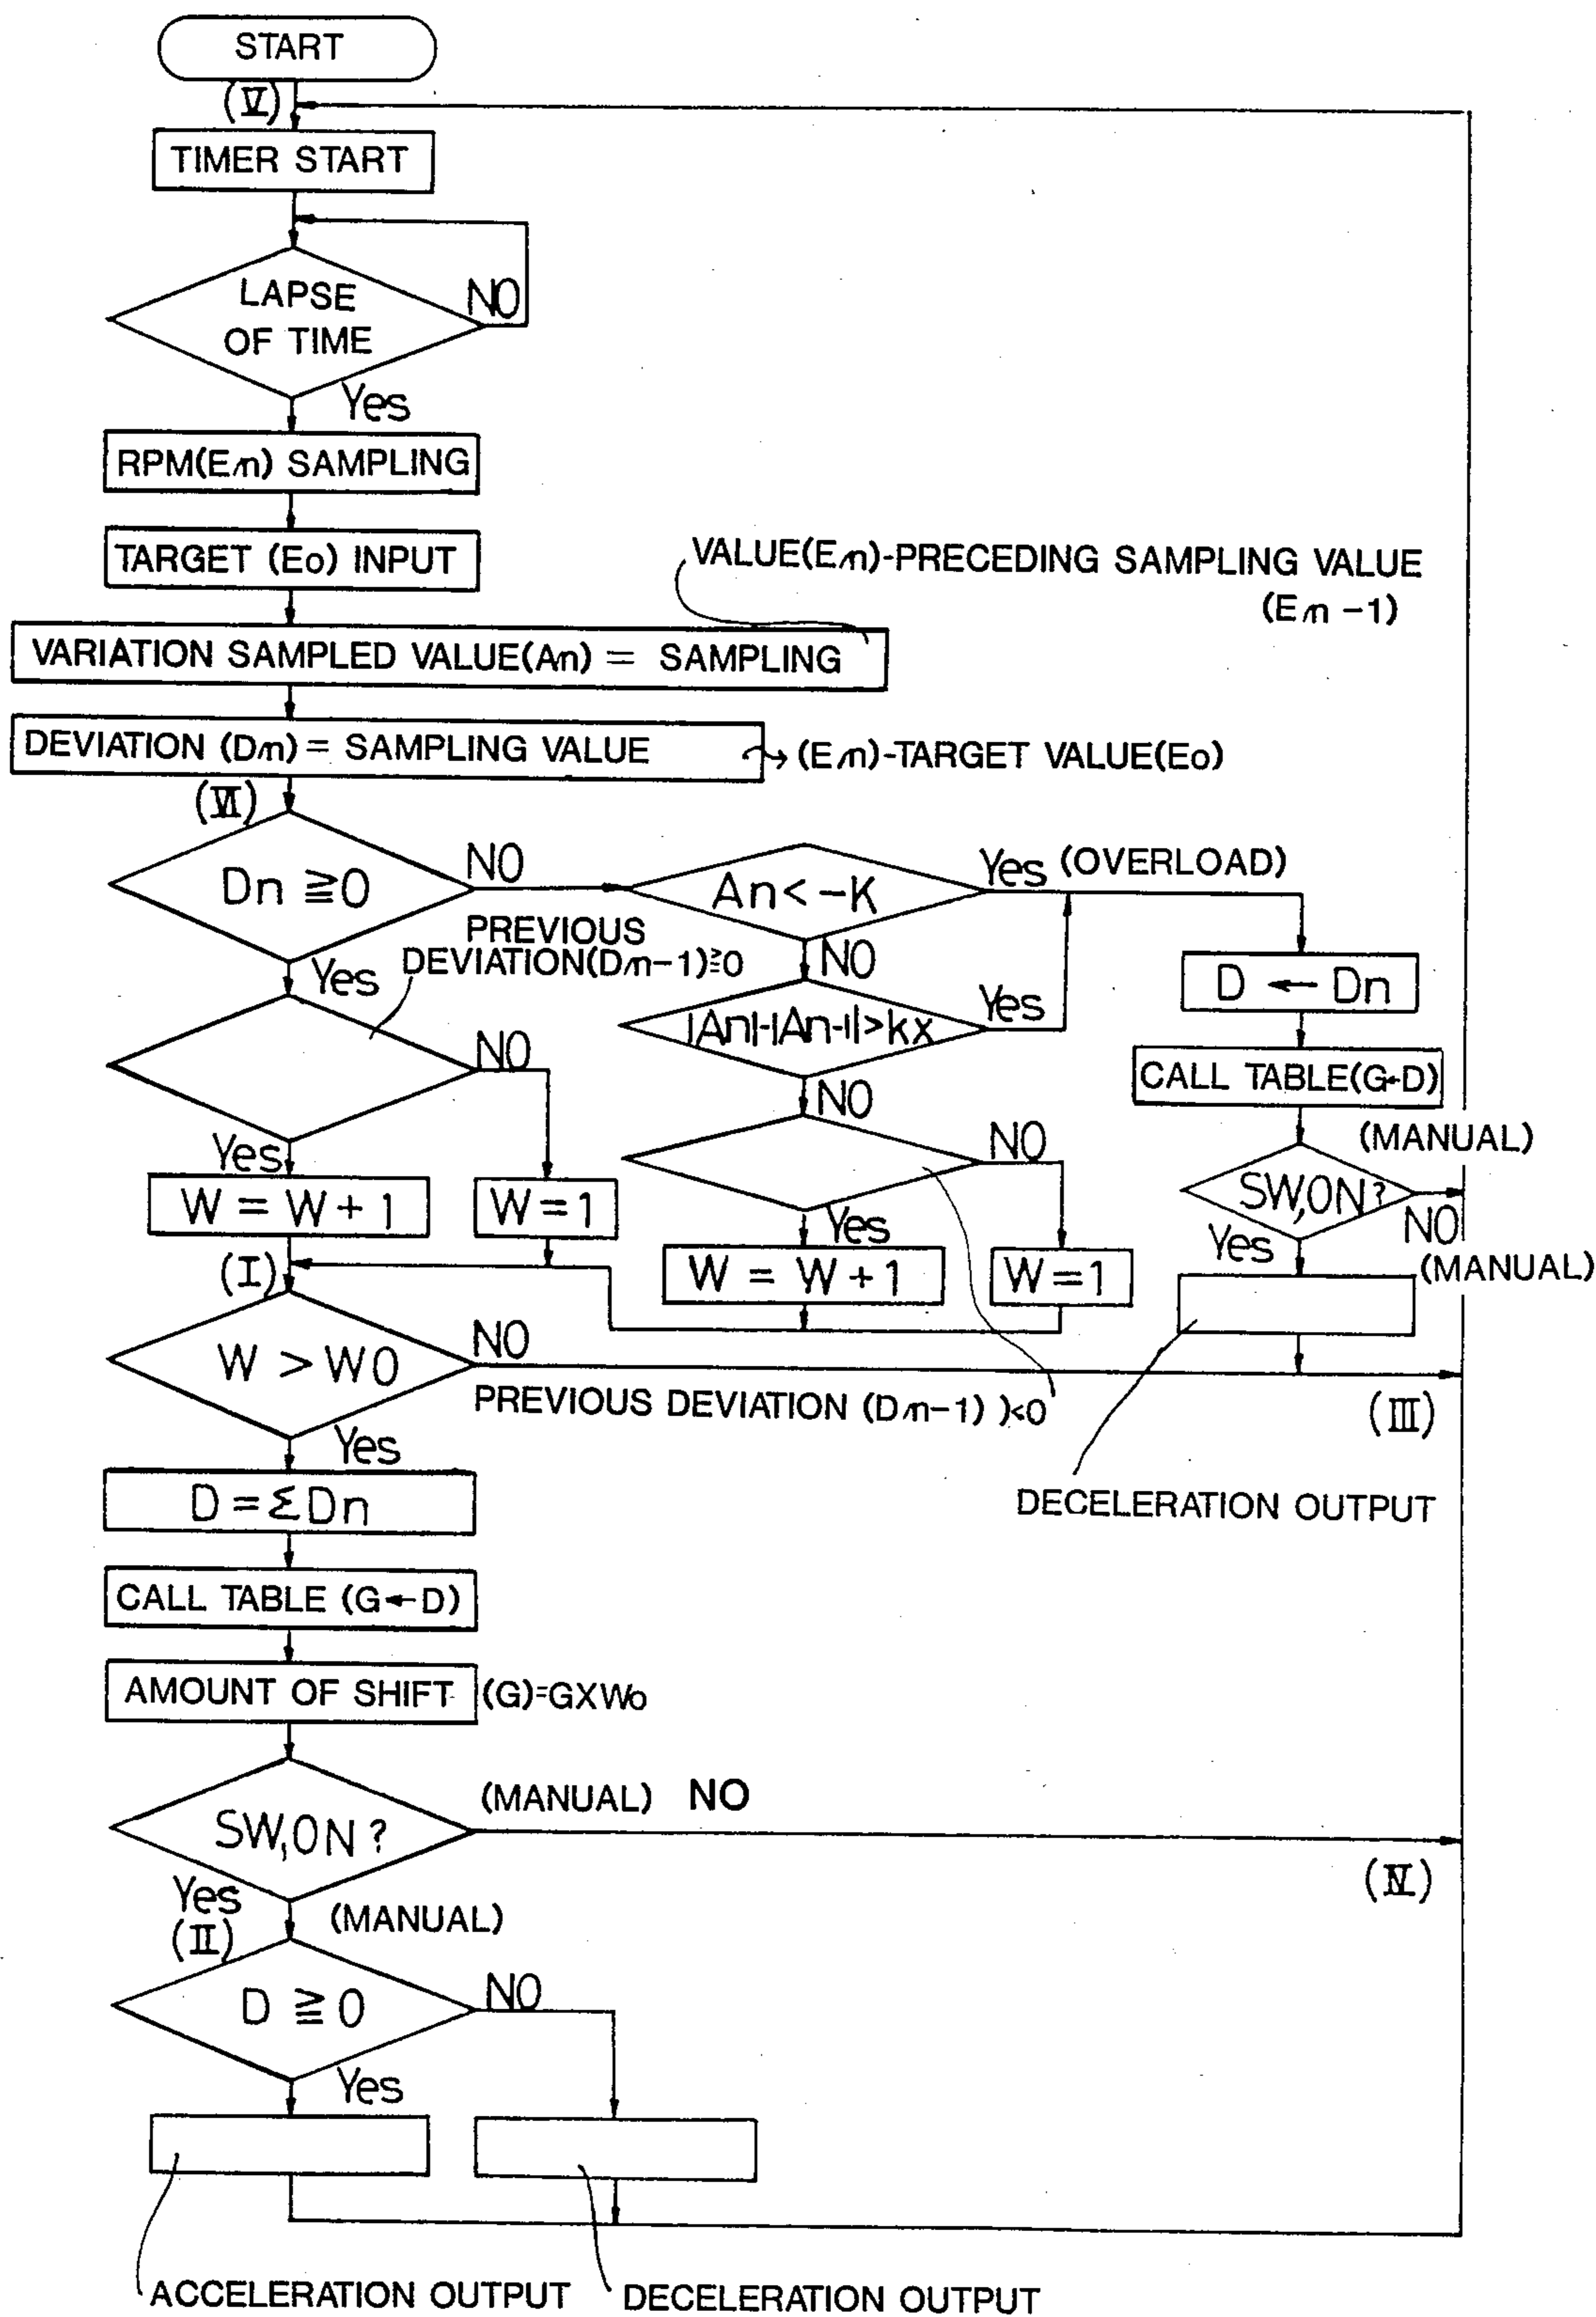 START
(V)
TIMER START
LAPSE
OF TIME
NO
Yes
RPM(En) SAMPLING
TARGET (Eo) INPUT
VALUE(En)-PRECEDING SAMPLING VALUE
(En -1)
VARIATION SAMPLED VALUE(An) = SAMPLING
DEVIATION (Dn) = SAMPLING VALUE
(En)-TARGET VALUE(Eo)
(VI)
Dn ≧0
NO
Yes
An < -K
Yes (OVERLOAD)
NO
PREVIOUS
DEVIATION(Dn-1)≧0
|An|-|An-1|>kx
Yes
NO
D ← Dn
CALL TABLE(G←D)
(MANUAL)
SW,ON?
NO
(MANUAL)
Yes
NO
Yes
W = W + 1
W = 1
NO
Yes
W = W + 1
W = 1
(I)
W > W0
NO
Yes
PREVIOUS DEVIATION (Dn-1) )<0
(III)
DECELERATION OUTPUT
D = ΣDn
CALL TABLE (G←D)
AMOUNT OF SHIFT (G)=GXWo
SW,ON?
(MANUAL) NO
(IV)
Yes
(MANUAL)
(II)
D ≧ 0
NO
Yes
ACCELERATION OUTPUT
DECELERATION OUTPUT